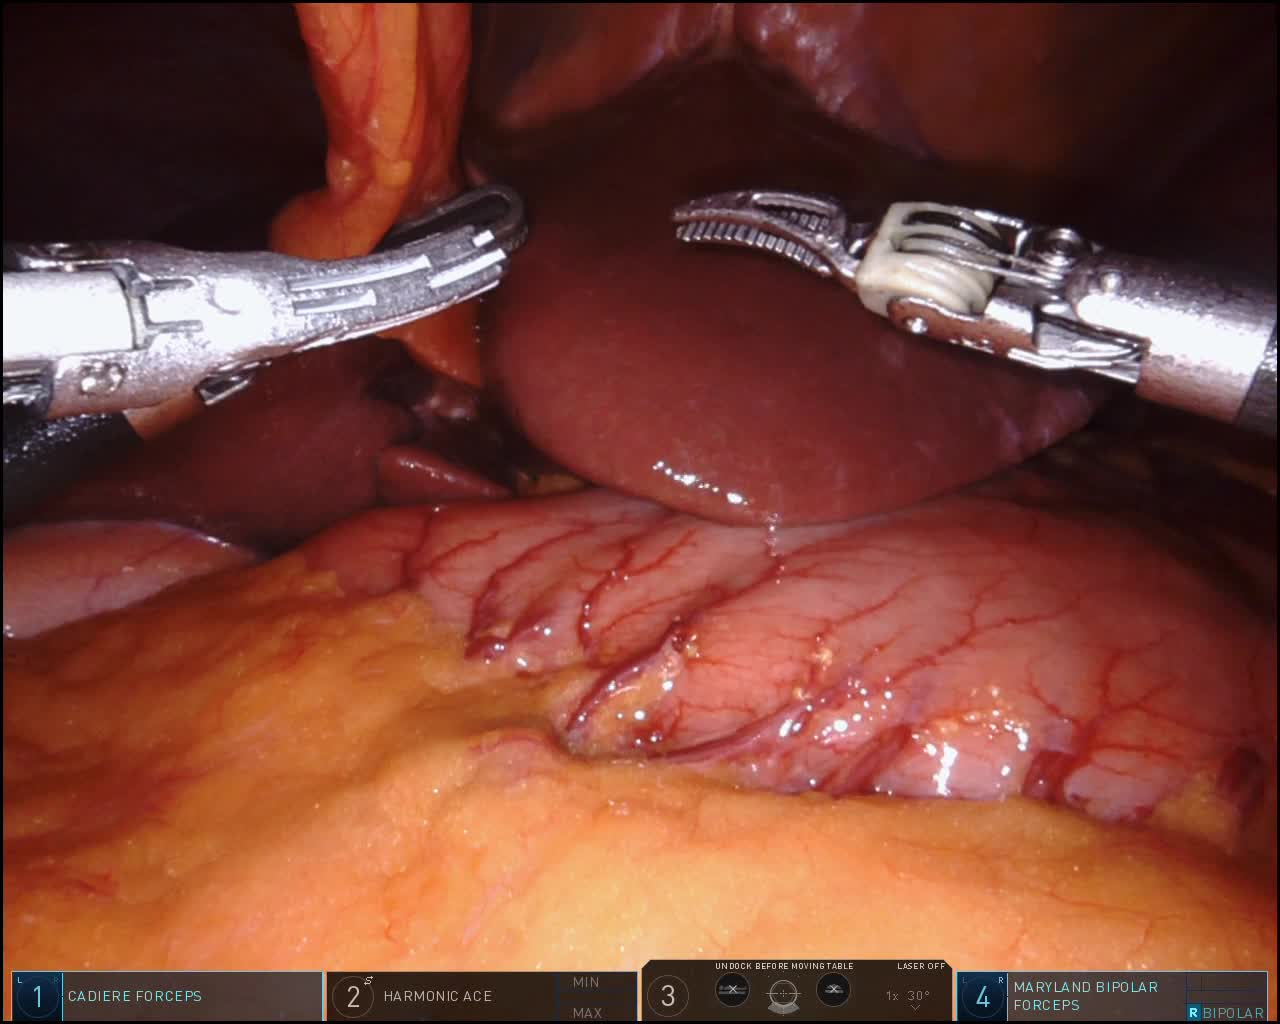 UNDOCK BEFORE MOVING TABLE LASER OFF
L R
1 CADIERE FORCEPS
2 S HARMONIC ACE MIN
MAX
3 1x 30°
L R
4 MARYLAND BIPOLAR
FORCEPS
R BIPOLAR